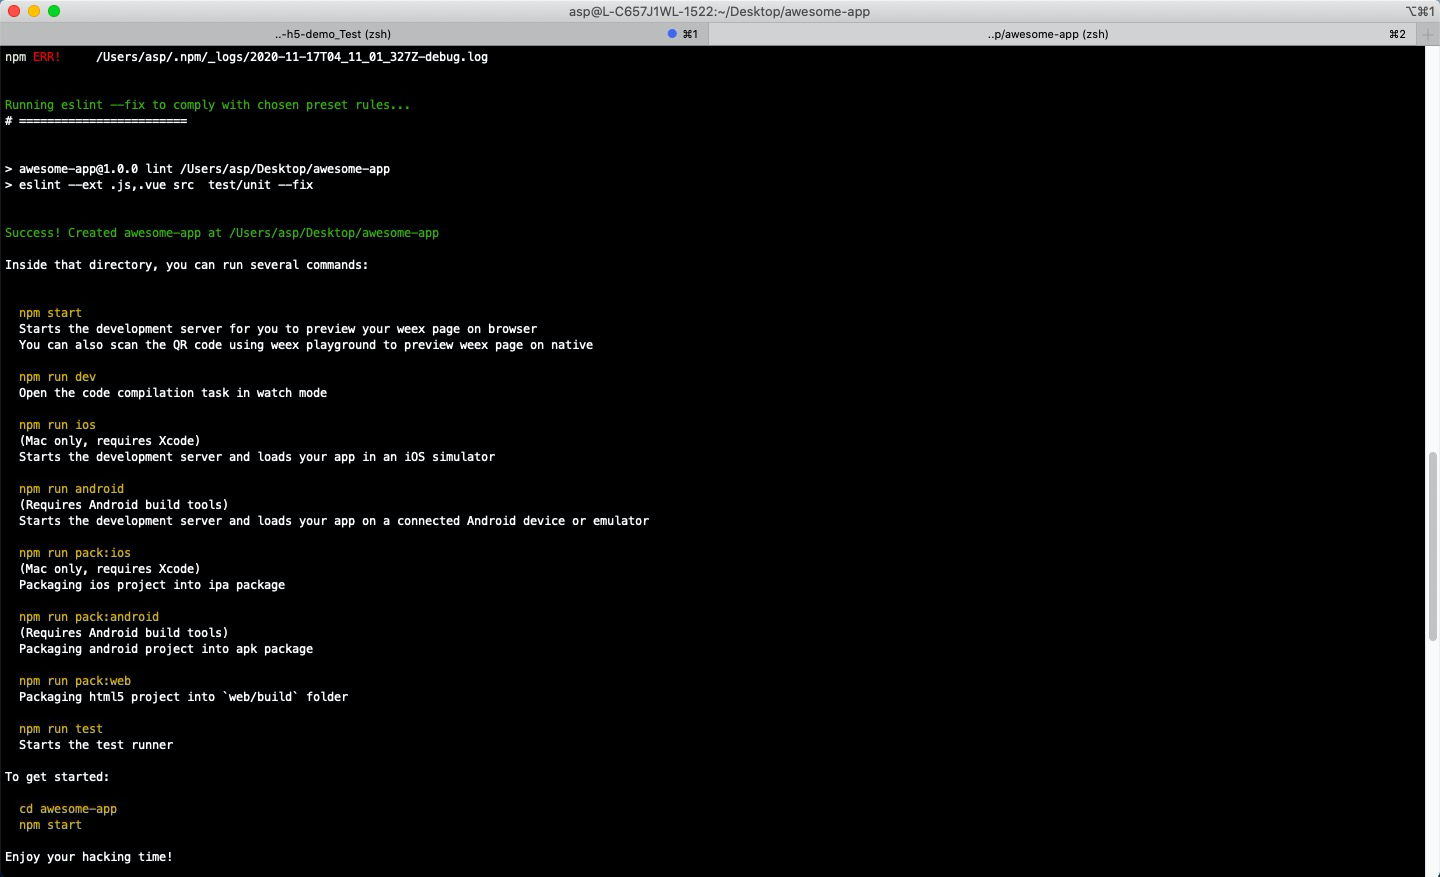 asp@L-C657J1WL-1522:~/Desktop/awesome-app
⌥⌘1
..-h5-demo_Test (zsh)
⌘1
..p/awesome-app (zsh)
⌘2
npm ERR!     /Users/asp/.npm/_logs/2020-11-17T04_11_01_327Z-debug.log
Running eslint --fix to comply with chosen preset rules...
# ========================
> awesome-app@1.0.0 lint /Users/asp/Desktop/awesome-app
> eslint --ext .js,.vue src  test/unit --fix
Success! Created awesome-app at /Users/asp/Desktop/awesome-app
Inside that directory, you can run several commands:
npm start
Starts the development server for you to preview your weex page on browser
You can also scan the QR code using weex playground to preview weex page on native
npm run dev
Open the code compilation task in watch mode
npm run ios
(Mac only, requires Xcode)
Starts the development server and loads your app in an iOS simulator
npm run android
(Requires Android build tools)
Starts the development server and loads your app on a connected Android device or emulator
npm run pack:ios
(Mac only, requires Xcode)
Packaging ios project into ipa package
npm run pack:android
(Requires Android build tools)
Packaging android project into apk package
npm run pack:web
Packaging html5 project into `web/build` folder
npm run test
Starts the test runner
To get started:
cd awesome-app
npm start
Enjoy your hacking time!